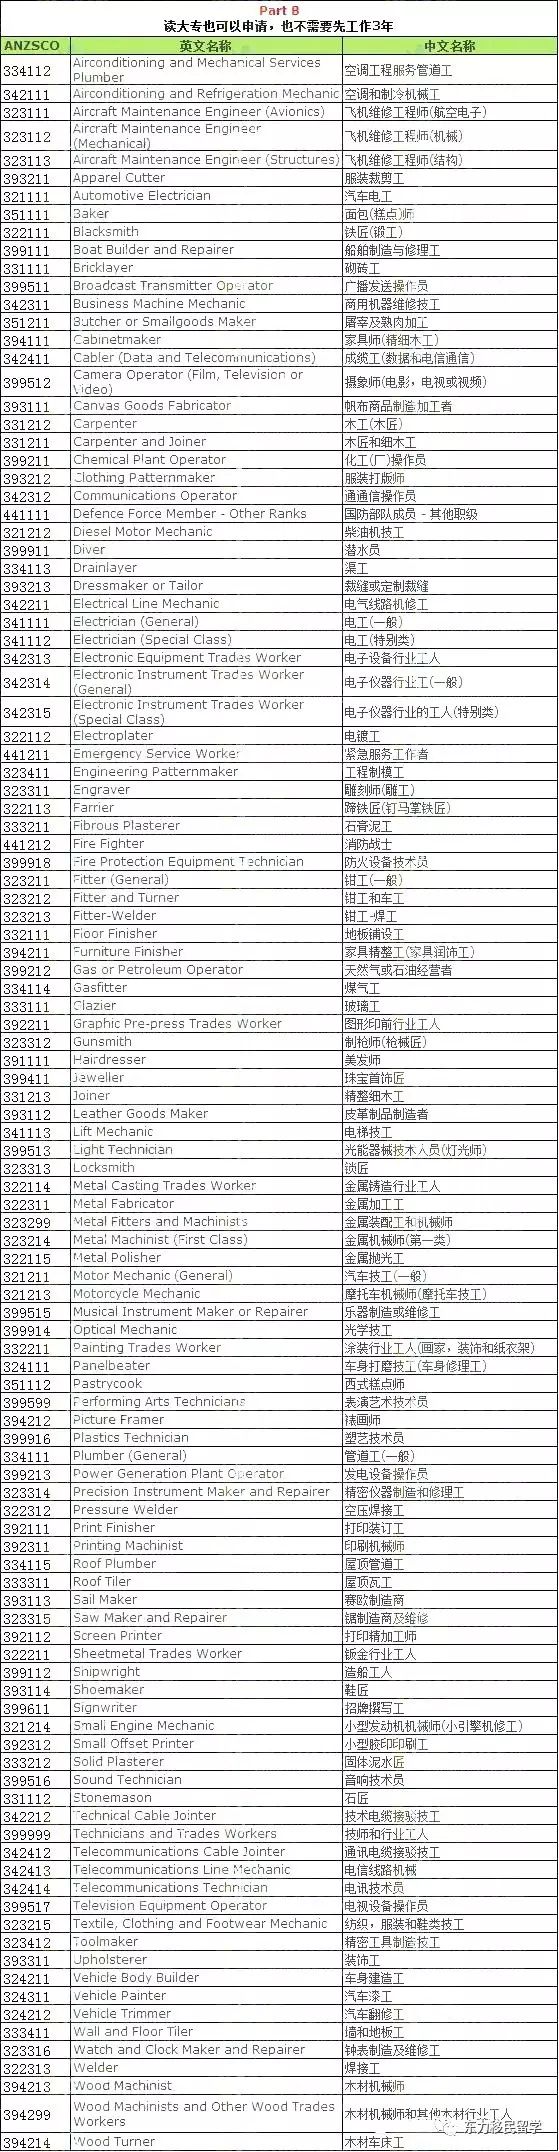 Part B
读大专也可以申请，也不需要先工作3年
ANZSCO 英文名称 中文名称
334112 Airconditioning and Mechanical Services Plumber 空调工程服务管道工
342111 Airconditioning and Refrigeration Mechanic 空调和制冷机械工
323111 Aircraft Maintenance Engineer (Avionics) 飞机维修工程师(航空电子)
323112 Aircraft Maintenance Engineer (Mechanical) 飞机维修工程师(机械)
323113 Aircraft Maintenance Engineer (Structures) 飞机维修工程师(结构)
393211 Apparel Cutter 服装裁剪工
321111 Automotive Electrician 汽车电工
351111 Baker 面包(糕点)师
322111 Blacksmith 铁匠(锻工)
399111 Boat Builder and Repairer 船舶制造与修理工
331111 Bricklayer 砌砖工
399511 Broadcast Transmitter Operator 广播发送操作员
342311 Business Machine Mechanic 商用机器维修技工
351211 Butcher or Smallgoods Maker 屠宰及熟肉加工
394111 Cabinetmaker 家具师(精细木工)
342411 Cabler (Data and Telecommunications) 成缆工(数据和电信通信)
399512 Camera Operator (Film, Television or Video) 摄象师(电影，电视或视频)
393111 Canvas Goods Fabricator 帆布商品制造加工者
331212 Carpenter 木工(木匠)
331211 Carpenter and Joiner 木匠和细木工
399211 Chemical Plant Operator 化工(厂)操作员
393212 Clothing Patternmaker 服装打版师
342312 Communications Operator 通通信操作员
441111 Defence Force Member - Other Ranks 国防部队成员 - 其他职级
321212 Diesel Motor Mechanic 柴油机技工
399911 Diver 潜水员
334113 Drainlayer 渠工
393213 Dressmaker or Tailor 裁缝或定制裁缝
342211 Electrical Line Mechanic 电气线路机修工
341111 Electrician (General) 电工(一般)
341112 Electrician (Special Class) 电工(特别类)
342313 Electronic Equipment Trades Worker 电子设备行业工人
342314 Electronic Instrument Trades Worker (General) 电子仪器行业工(一般)
342315 Electronic Instrument Trades Worker (Special Class) 电子仪器行业的工人(特别类)
322112 Electroplater 电镀工
441211 Emergency Service Worker 紧急服务工作者
323411 Engineering Patternmaker 工程制模工
323311 Engraver 雕刻师(雕工)
322113 Farrier 蹄铁匠(钉马掌铁匠)
333211 Fibrous Plasterer 石膏泥工
441212 Fire Fighter 消防战士
399918 Fire Protection Equipment Technician 防火设备技术员
323211 Fitter (General) 钳工(一般)
323212 Fitter and Turner 钳工和车工
323213 Fitter-Welder 钳工-焊工
332111 Floor Finisher 地板铺设工
394211 Furniture Finisher 家具精整工(家具润饰工)
399212 Gas or Petroleum Operator 天然气或石油经营者
334114 Gasfitter 煤气工
333111 Glazier 玻璃工
392211 Graphic Pre-press Trades Worker 图形印前行业工人
323312 Gunsmith 制枪师(枪械匠)
391111 Hairdresser 美发师
399411 Jeweller 珠宝首饰匠
331213 Joiner 精整细木工
393112 Leather Goods Maker 皮革制品制造者
341113 Lift Mechanic 电梯技工
399513 Light Technician 光能器械技术人员(灯光师)
323313 Locksmith 锁匠
322114 Metal Casting Trades Worker 金属铸造行业工人
322311 Metal Fabricator 金属加工工
323299 Metal Fitters and Machinists 金属装配工和机械师
323214 Metal Machinist (First Class) 金属机械师(第一类)
322115 Metal Polisher 金属抛光工
321211 Motor Mechanic (General) 汽车技工(一般)
321213 Motorcycle Mechanic 摩托车机械师(摩托车技工)
399515 Musical Instrument Maker or Repairer 乐器制造或维修工
399914 Optical Mechanic 光学技工
332211 Painting Trades Worker 涂装行业工人(画家，装饰和纸衣架)
324111 Panelbeater 车身打磨技工(车身修理工)
351112 Pastrycook 西式糕点师
399599 Performing Arts Technicians 表演艺术技术员
394212 Picture Framer 裱画师
399916 Plastics Technician 塑艺技术员
334111 Plumber (General) 管道工(一般)
399213 Power Generation Plant Operator 发电设备操作员
323314 Precision Instrument Maker and Repairer 精密仪器制造和修理工
322312 Pressure Welder 空压焊接工
392111 Print Finisher 打印装订工
392311 Printing Machinist 印刷机械师
334115 Roof Plumber 屋顶管道工
333311 Roof Tiler 屋顶瓦工
393113 Sail Maker 赛欧制造商
323315 Saw Maker and Repairer 锯制造商及维修
392112 Screen Printer 打印精加工师
322211 Sheetmetal Trades Worker 钣金行业工人
399112 Shipwright 造船工人
393114 Shoemaker 鞋匠
399611 Signwriter 招牌撰写工
321214 Small Engine Mechanic 小型发动机机械师(小引擎机修工)
392312 Small Offset Printer 小型胶印印刷工
333212 Solid Plasterer 固体泥水匠
399516 Sound Technician 音响技术员
331112 Stonemason 石匠
342212 Technical Cable Jointer 技术电缆接驳技工
399999 Technicians and Trades Workers 技师和行业工人
342412 Telecommunications Cable Jointer 通讯电缆接驳技工
342413 Telecommunications Line Mechanic 电信线路机械
342414 Telecommunications Technician 电讯技术员
399517 Television Equipment Operator 电视设备操作员
323215 Textile, Clothing and Footwear Mechanic 纺织，服装和鞋类技工
323412 Toolmaker 精密工具制造技工
393311 Upholsterer 装饰工
324211 Vehicle Body Builder 车身建造工
324311 Vehicle Painter 汽车漆工
324212 Vehicle Trimmer 汽车翻修工
333411 Wall and Floor Tiler 墙和地板工
323316 Watch and Clock Maker and Repairer 钟表制造及维修工
322313 Welder 焊接工
394213 Wood Machinist 木材机械师
394299 Wood Machinists and Other Wood Trades Workers 木材机械师和其他木材行业工人
东方移民留学
394214 Wood Turner 木材车床工